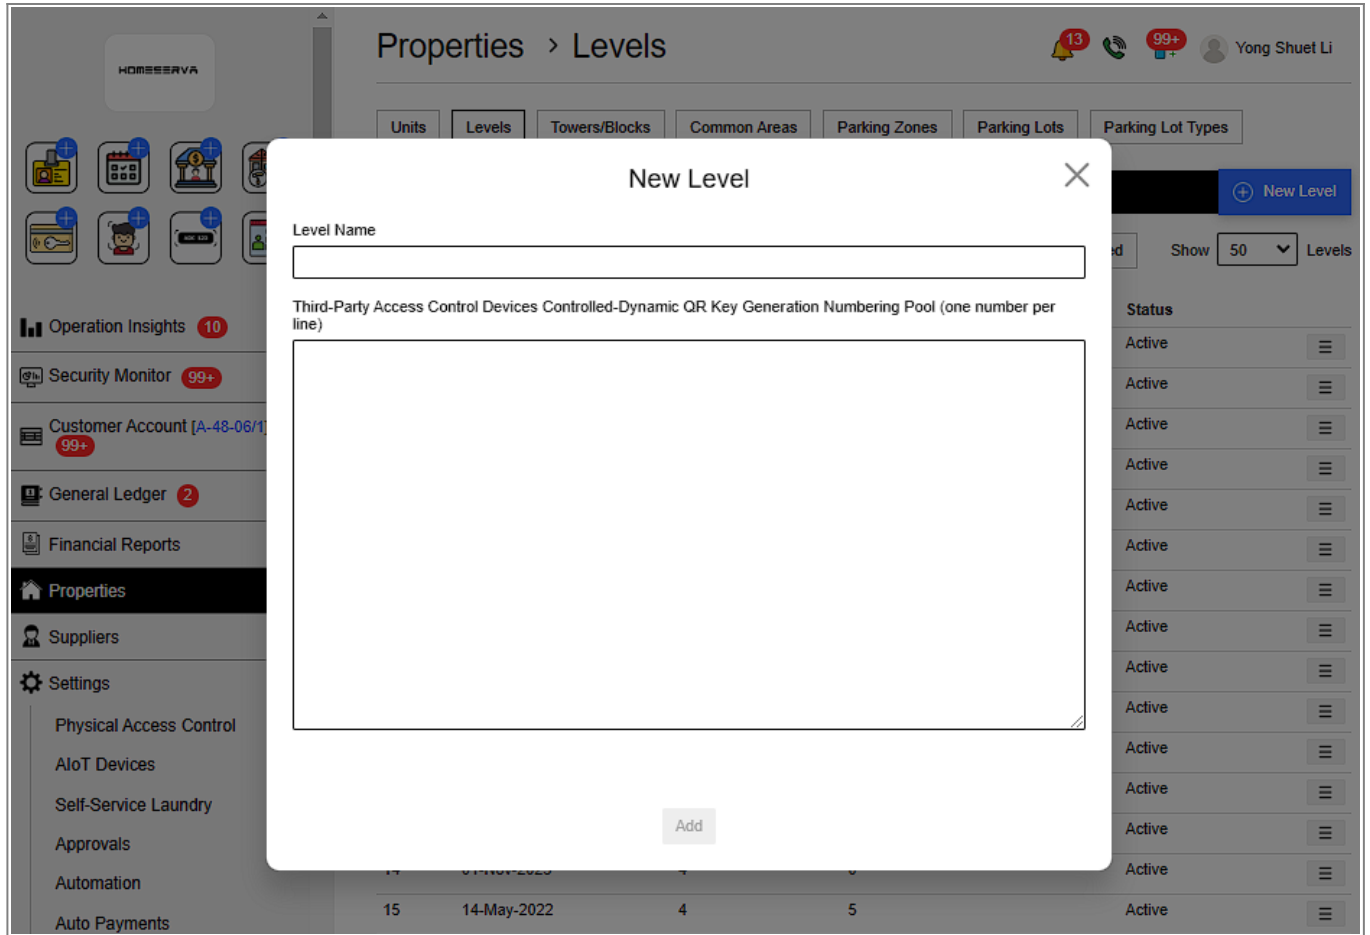 Properties > Levels
13
99+
Yong Shuet Li
HOMESERVA
Units
Levels
Towers/Blocks
Common Areas
Parking Zones
Parking Lots
Parking Lot Types
New Level
New Level
Level Name
Show 50 Levels
Third-Party Access Control Devices Controlled-Dynamic QR Key Generation Numbering Pool (one number per
line)
Status
Operation Insights 10
Security Monitor 99+
Customer Account [A-48-06/1]
99+
General Ledger 2
Financial Reports
Properties
Suppliers
Settings
Physical Access Control
AIoT Devices
Self-Service Laundry
Approvals
Automation
Auto Payments
Active
Active
Active
Active
Active
Active
Active
Active
Active
Active
Active
Active
Active
Add
Active
15 14-May-2022 4 5 Active